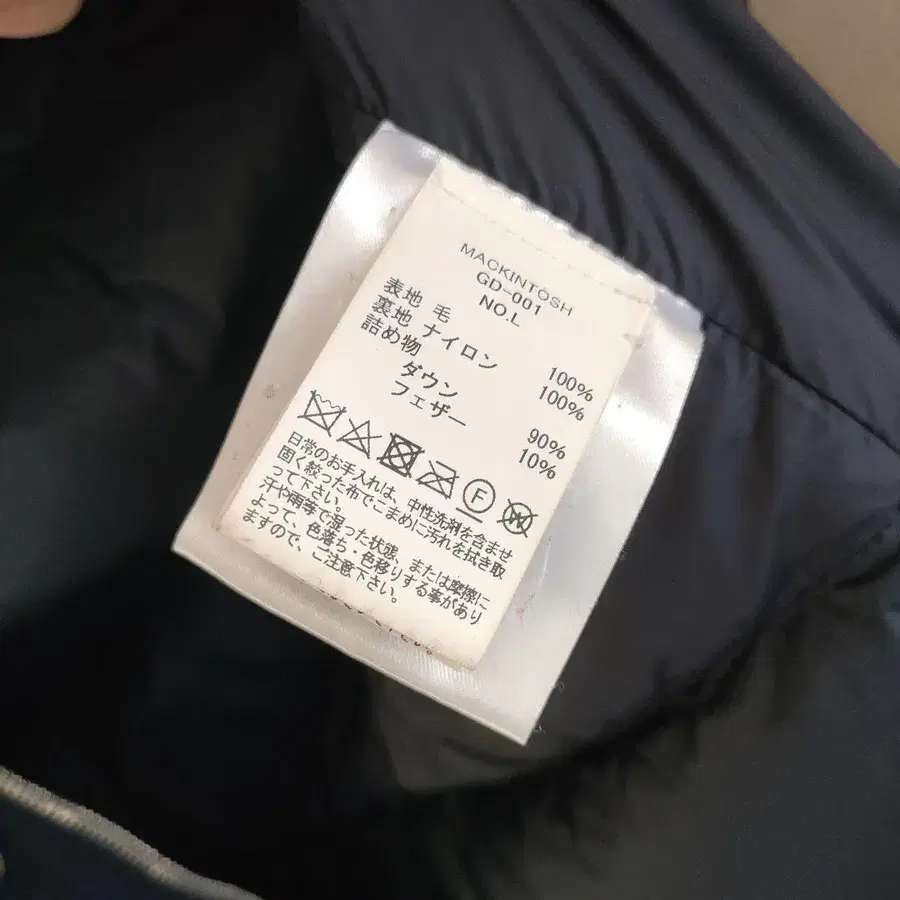 MACKINTOSH
GD-001
NO.L
表地 毛 100%
裏地 ナイロン 100%
詰め物
ダウン 90%
フェザー 10%
F
W
日常のお手入れは、中性洗剤を含ませ
固く絞った布でこまめに汚れを拭き取
って下さい。
汗や雨等で湿った状態、または摩擦に
よって、色落ち・色移りする事があり
ますので、ご注意下さい。